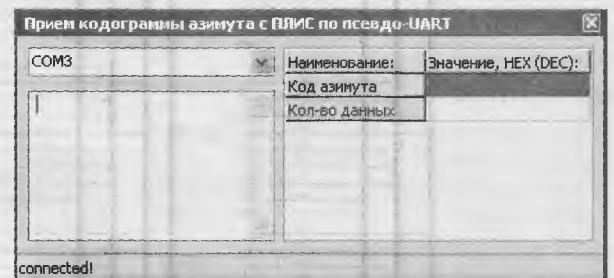 Прием кодограммы азимута с ПЛИС по псевдо-UART
COM3
Наименование: Значение, HEX (DEC):
Код азимута
Кол-во данных
connected!